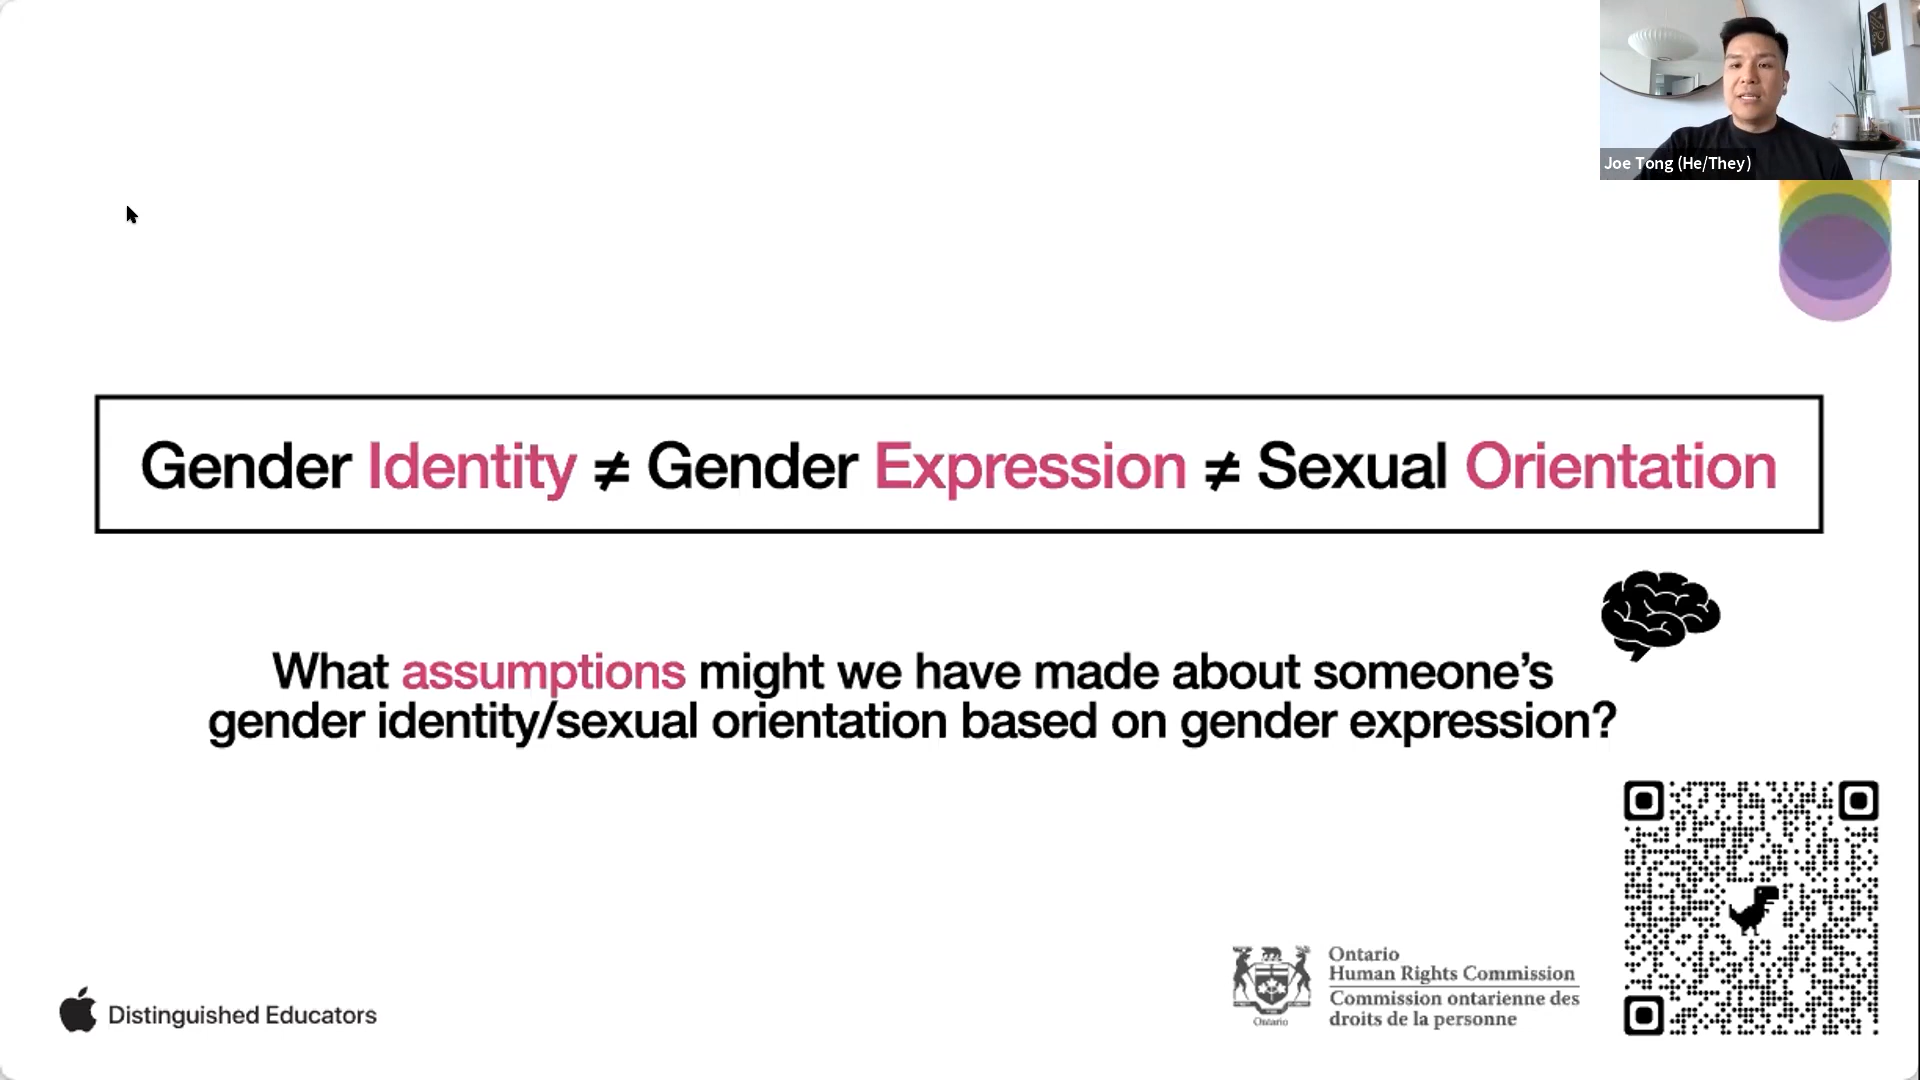 Joe Tong (He/They)
Gender Identity ≠ Gender Expression ≠ Sexual Orientation
What assumptions might we have made about someone’s
gender identity/sexual orientation based on gender expression?
Distinguished Educators
Ontario
Ontario
Human Rights Commission
Commission ontarienne des
droits de la personne